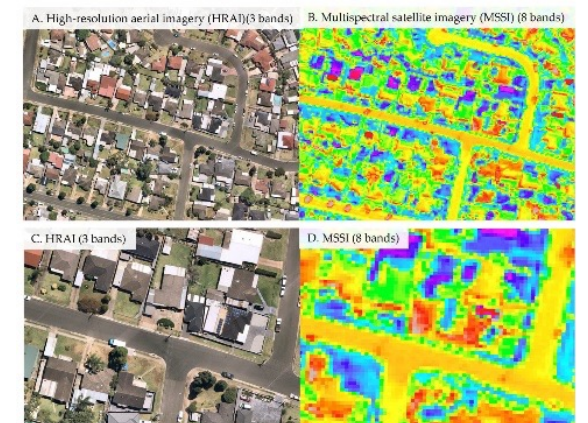 A. High-resolution aerial imagery (HRAI)(3 bands)
B. Multispectral satellite imagery (MSSI) (8 bands)
C. HRAI (3 bands)
D. MSSI (8 bands)